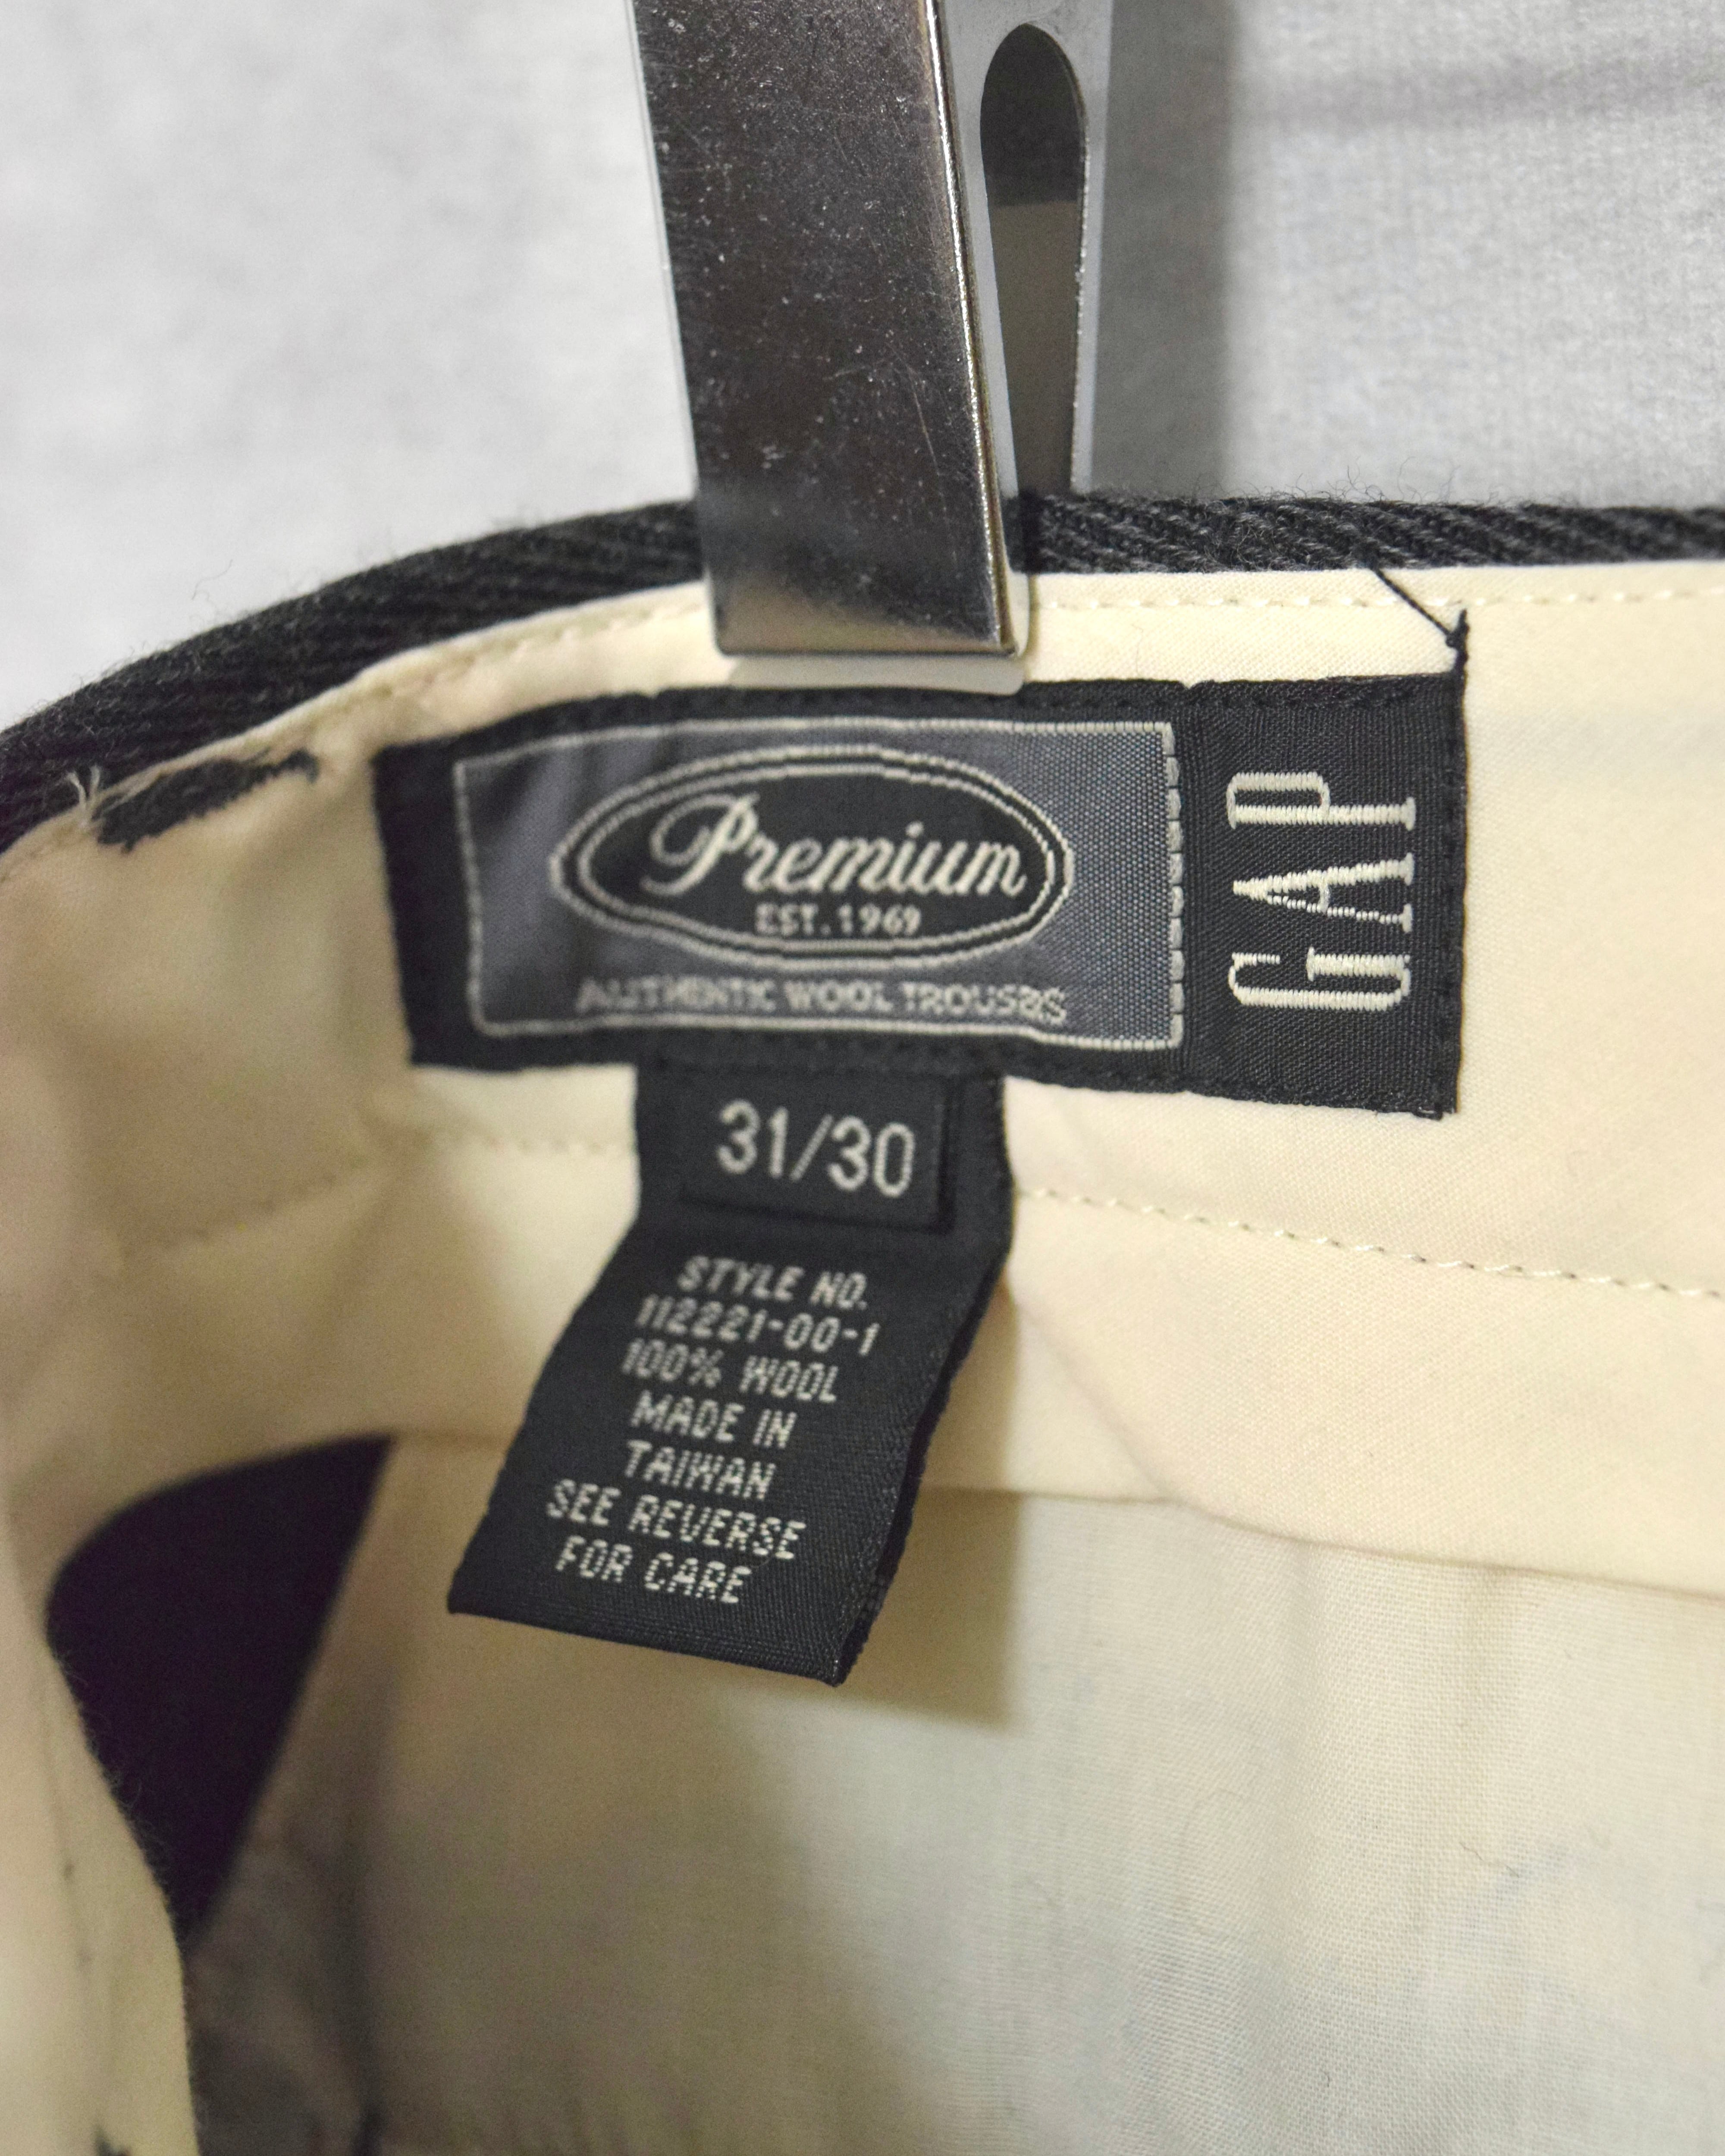 Premium
EST. 1969
AUTHENTIC WOOL TROUSERS
GAP
31/30
STYLE NO.
112221-00-1
100% WOOL
MADE IN
TAIWAN
SEE REVERSE
FOR CARE